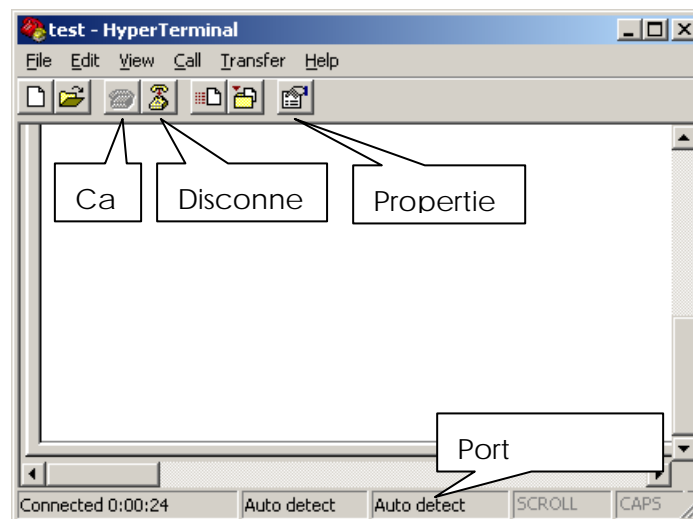 test - HyperTerminal
File Edit View Call Transfer Help
Ca
Disconne
Propertie
Port
Connected 0:00:24 Auto detect Auto detect SCROLL CAPS